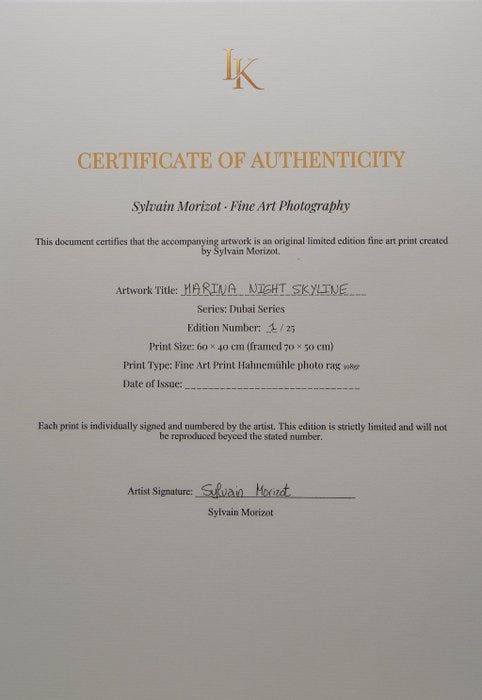 LK
CERTIFICATE OF AUTHENTICITY
Sylvain Morizot · Fine Art Photography
This document certifies that the accompanying artwork is an original limited edition fine art print created
by Sylvain Morizot.
Artwork Title: MARINA NIGHT SKYLINE
Series: Dubai Series
Edition Number: 1 / 25
Print Size: 60 × 40 cm (framed 70 × 50 cm)
Print Type: Fine Art Print Hahnemühle photo rag
Date of Issue:
Each print is individually signed and numbered by the artist. This edition is strictly limited and will not
be reproduced beyeed the stated number.
Artist Signature: Sylvain Morizot
Sylvain Morizot